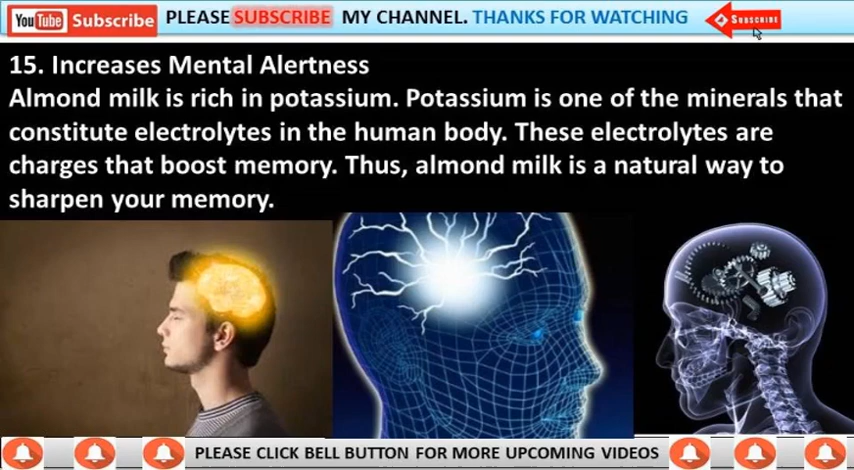 YouTube Subscribe PLEASE SUBSCRIBE MY CHANNEL. THANKS FOR WATCHING SUBSCRIBE
15. Increases Mental Alertness
Almond milk is rich in potassium. Potassium is one of the minerals that
constitute electrolytes in the human body. These electrolytes are
charges that boost memory. Thus, almond milk is a natural way to
sharpen your memory.
PLEASE CLICK BELL BUTTON FOR MORE UPCOMING VIDEOS